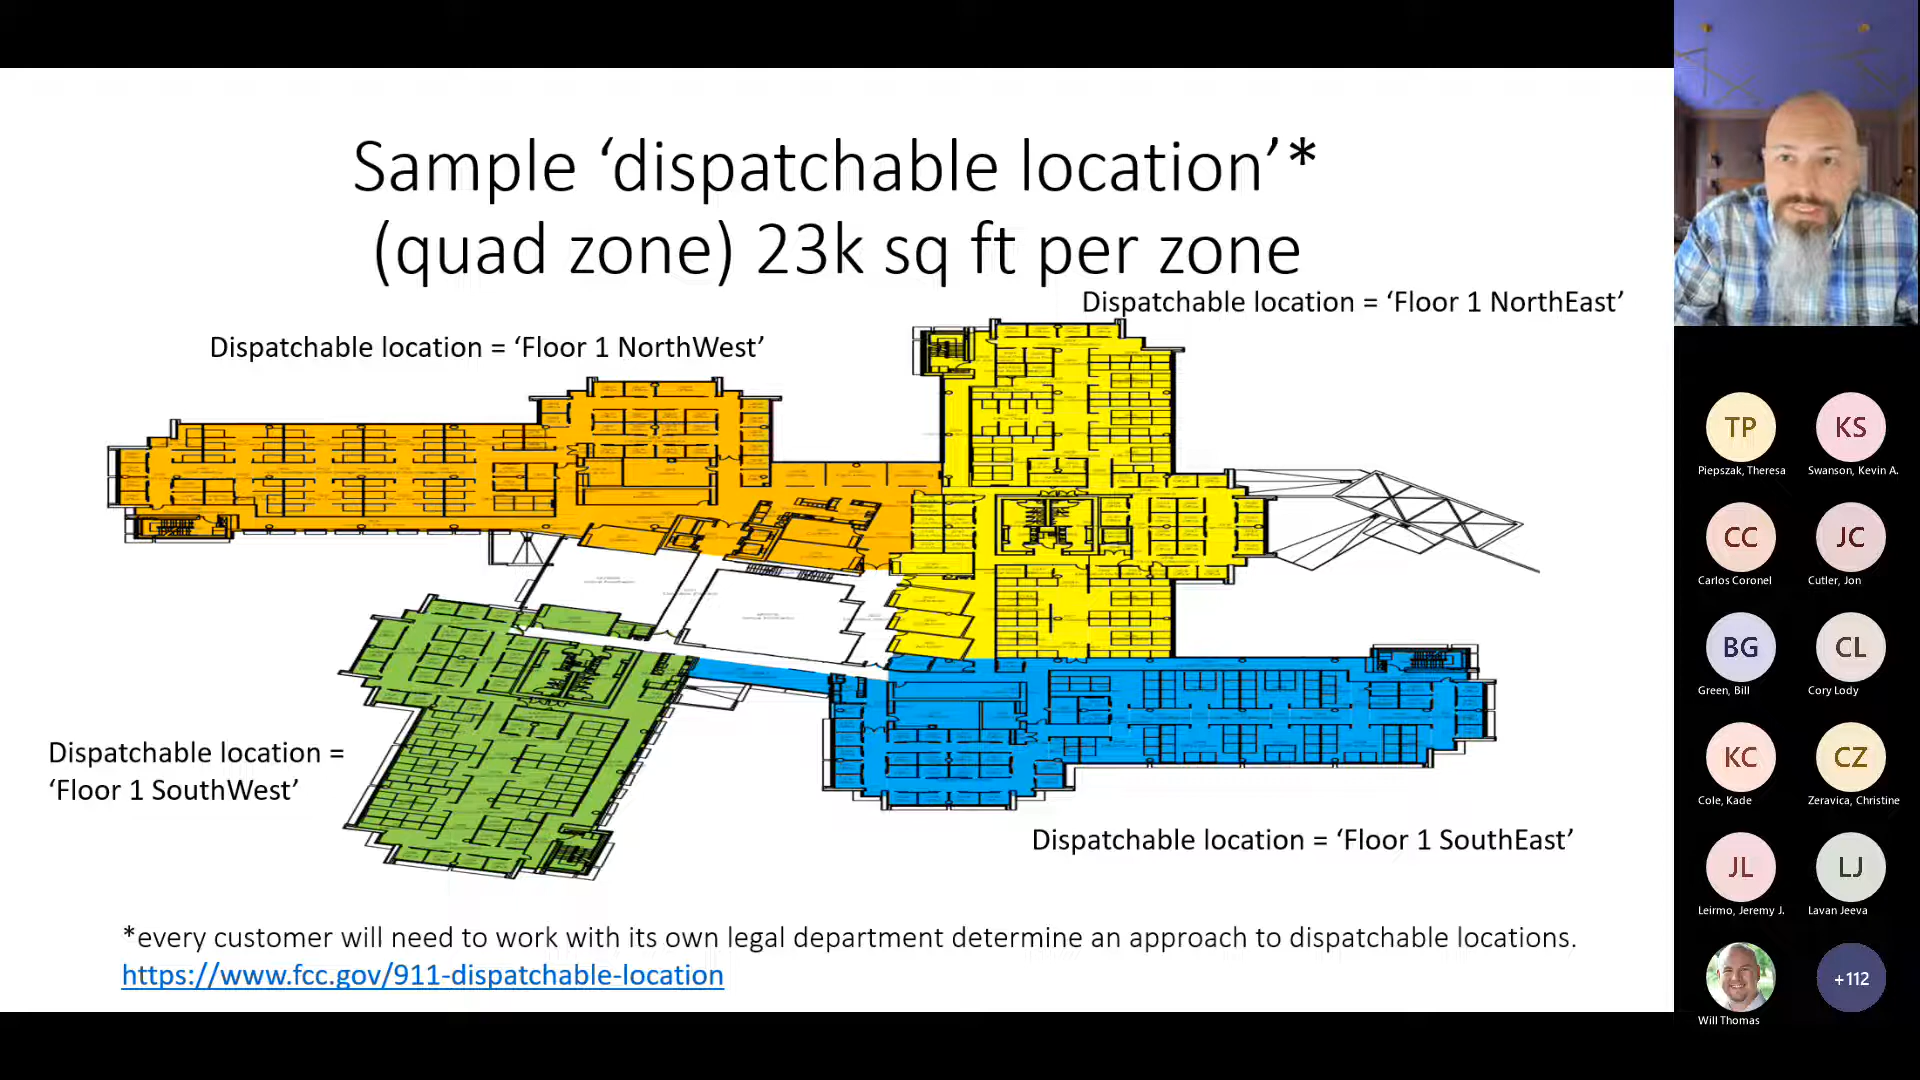 Sample ‘dispatchable location’*
(quad zone) 23k sq ft per zone
Dispatchable location = ‘Floor 1 NorthEast’
Dispatchable location = ‘Floor 1 NorthWest’
Dispatchable location =
‘Floor 1 SouthWest’
Dispatchable location = ‘Floor 1 SouthEast’
*every customer will need to work with its own legal department determine an approach to dispatchable locations.
https://www.fcc.gov/911-dispatchable-location
TP
KS
Piepszak, Theresa
Swanson, Kevin A.
CC
JC
Carlos Coronel
Cutler, Jon
BG
CL
Green, Bill
Cory Lody
KC
CZ
Cole, Kade
Zeravica, Christine
JL
LJ
Leirmo, Jeremy J.
Lavan Jeeva
+112
Will Thomas